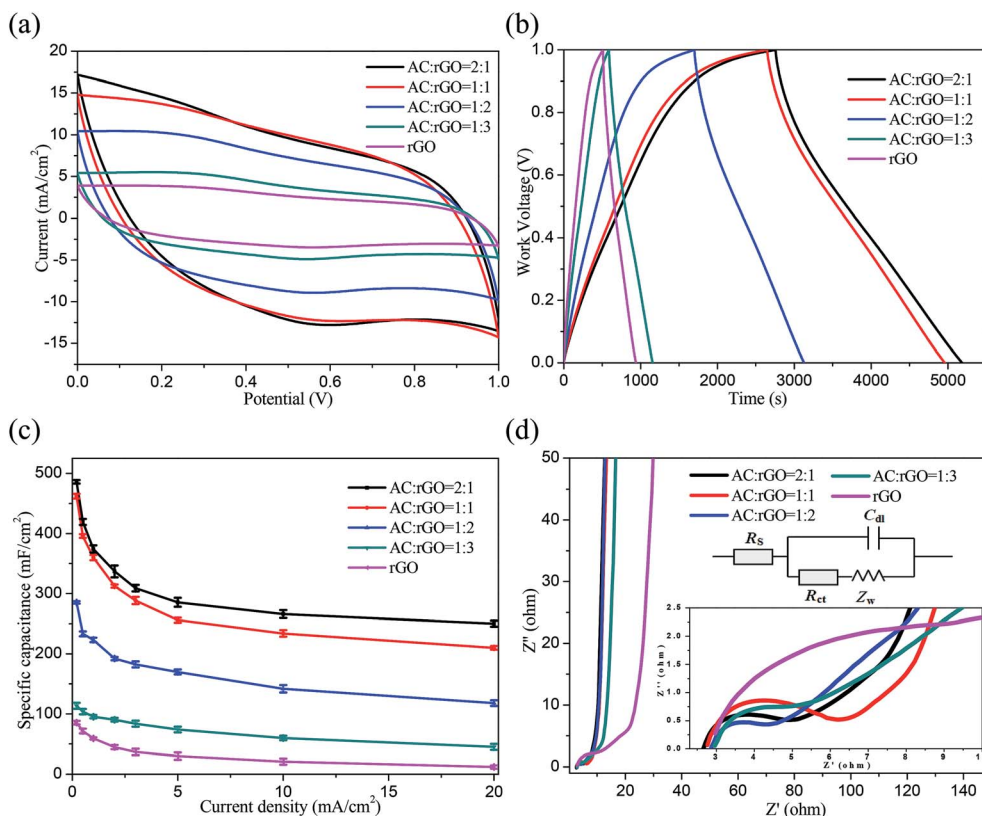 (a)
20
15
10
5
0
-5
-10
-15
0.0
0.2
0.4
0.6
0.8
1.0
Current (mA/cm²)
Potential (V)
AC:rGO=2:1
AC:rGO=1:1
AC:rGO=1:2
AC:rGO=1:3
rGO
(b)
1.0
0.8
0.6
0.4
0.2
0.0
0
1000
2000
3000
4000
5000
Work Voltage (V)
Time (s)
AC:rGO=2:1
AC:rGO=1:1
AC:rGO=1:2
AC:rGO=1:3
rGO
(c)
500
400
300
200
100
0
0
5
10
15
20
Specific capacitance (mF/cm²)
Current density (mA/cm²)
AC:rGO=2:1
AC:rGO=1:1
AC:rGO=1:2
AC:rGO=1:3
rGO
(d)
50
40
30
20
10
0
20
40
60
80
100
120
140
Z'' (ohm)
Z' (ohm)
AC:rGO=2:1
AC:rGO=1:1
AC:rGO=1:2
AC:rGO=1:3
rGO
Rs
Cdl
Rct
Zw
2.5
2.0
1.5
1.0
0.5
0.0
3
4
5
6
7
8
9
1
Z'' (ohm)
Z' (ohm)